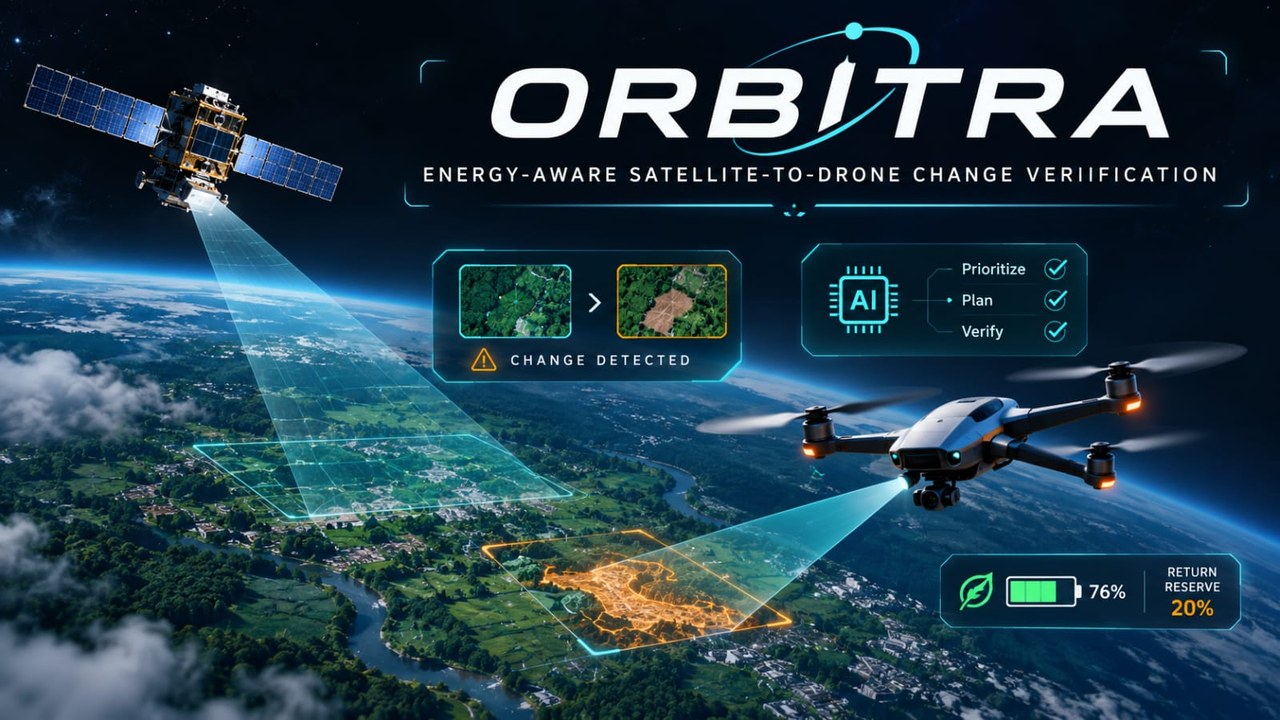 ORBITRA
ENERGY-AWARE SATELLITE-TO-DRONE CHANGE VERIIFICATION
CHANGE DETECTED
AI
Prioritize
Plan
Verify
76%
RETURN
RESERVE
20%